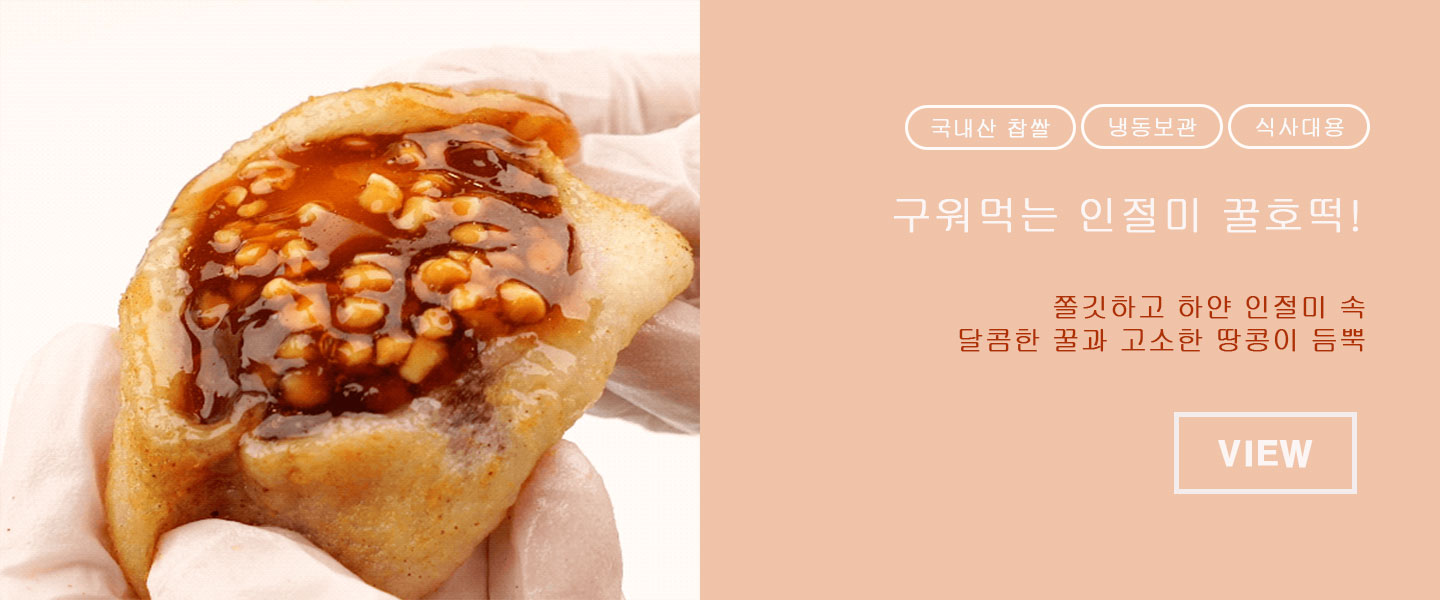 국내산 찹쌀 냉동보관 식사대용
구워먹는 인절미 꿀호떡!
쫄깃하고 하얀 인절미 속
달콤한 꿀과 고소한 땅콩이 듬뿍
VIEW